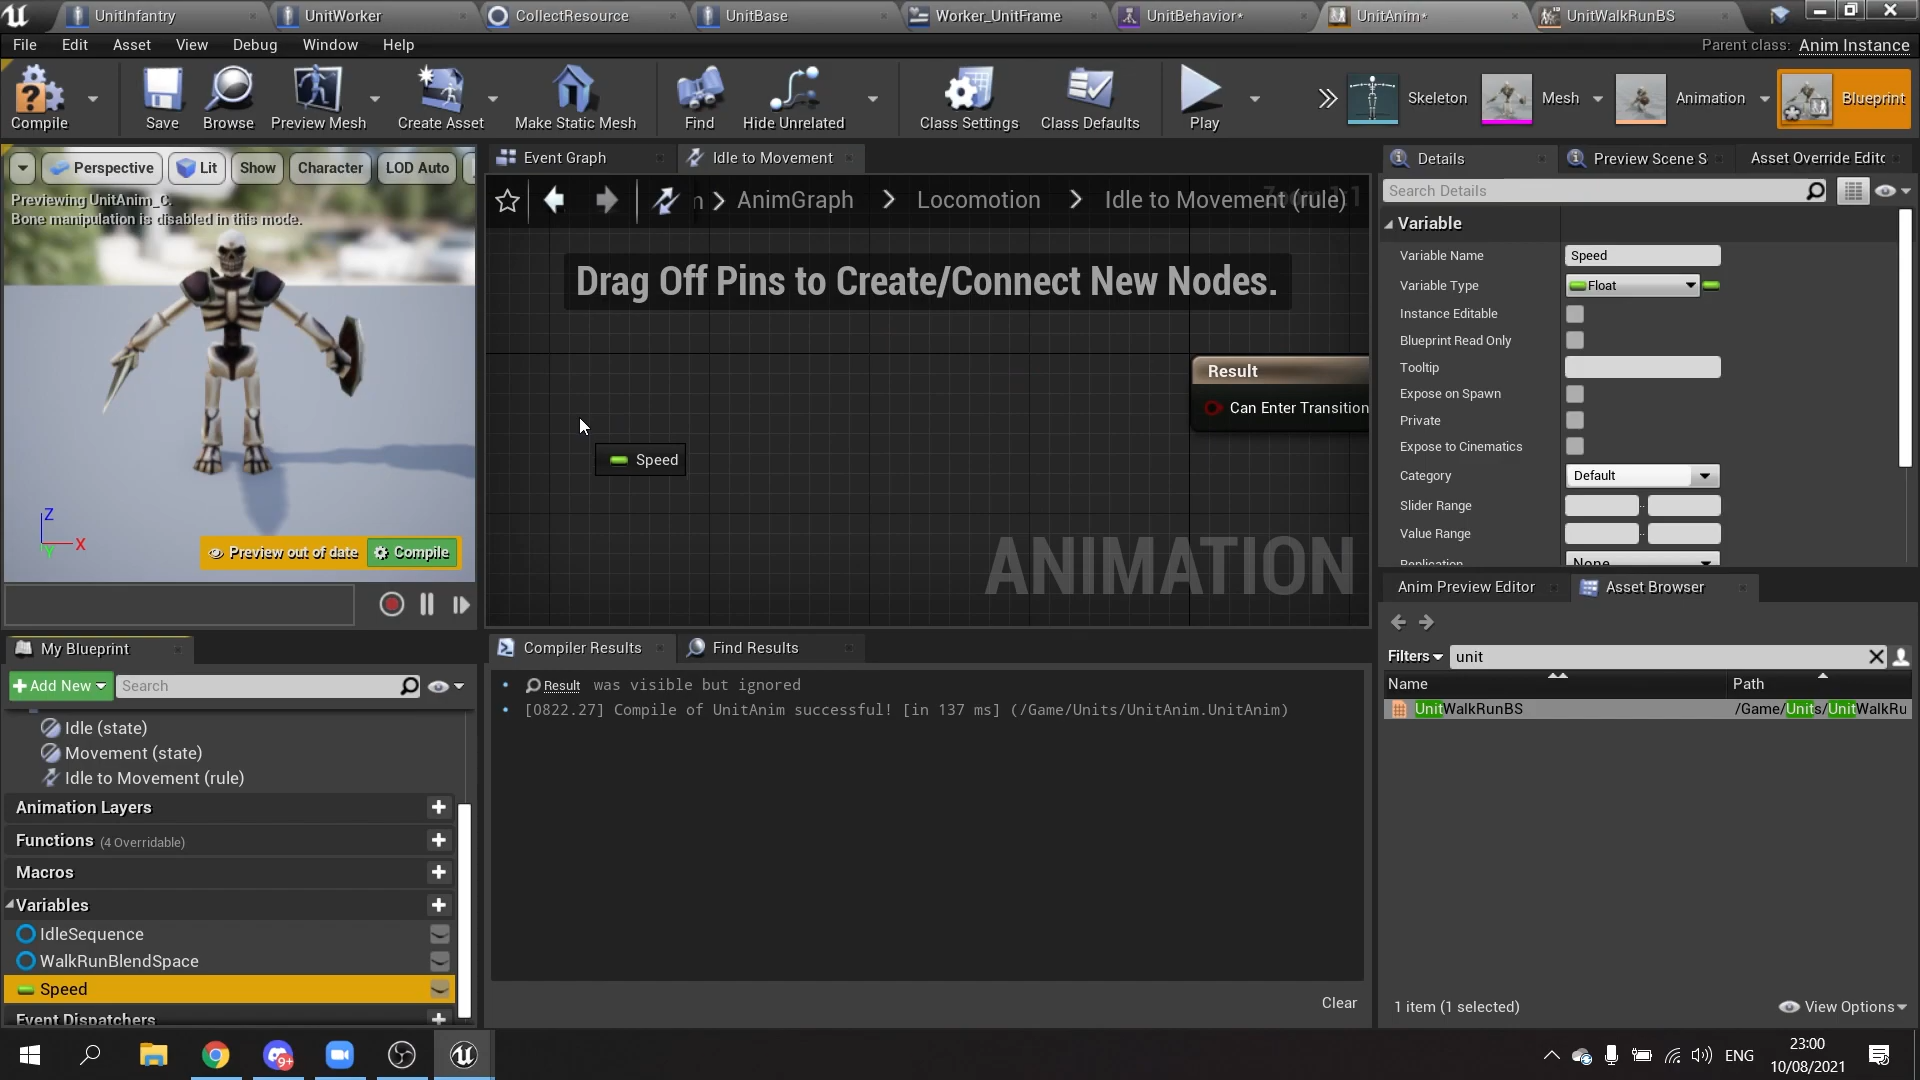 UnitInfantry
UnitWorker
CollectResource
UnitBase
Worker_UnitFrame
UnitBehavior*
UnitAnim*
UnitWalkRunBS
File Edit Asset View Debug Window Help
Parent class: Anim Instance
Compile
Save
Browse
Preview Mesh
Create Asset
Make Static Mesh
Find
Hide Unrelated
Class Settings
Class Defaults
Play
Skeleton
Mesh
Animation
Blueprint
Perspective
Lit
Show
Character
LOD Auto
Previewing UnitAnim_C.
Bone manipulation is disabled in this mode.
Z
X
Y
Preview out of date
Compile
Event Graph
Idle to Movement
AnimGraph > Locomotion > Idle to Movement (rule)
Drag Off Pins to Create/Connect New Nodes.
Result
Can Enter Transition
Speed
ANIMATION
Details
Preview Scene S
Asset Override Edito
Search Details
Variable
Variable Name Speed
Variable Type Float
Instance Editable
Blueprint Read Only
Tooltip
Expose on Spawn
Private
Expose to Cinematics
Category Default
Slider Range
Value Range
Replication None
My Blueprint
+ Add New
Search
Idle (state)
Movement (state)
Idle to Movement (rule)
Animation Layers
Functions (4 Overridable)
Macros
Variables
IdleSequence
WalkRunBlendSpace
Speed
Event Dispatchers
Compiler Results
Find Results
Result was visible but ignored
[0822.27] Compile of UnitAnim successful! [in 137 ms] (/Game/Units/UnitAnim.UnitAnim)
Clear
Anim Preview Editor
Asset Browser
Filters
unit
Name
Path
UnitWalkRunBS
/Game/Units/UnitWalkRu
1 item (1 selected)
View Options
9+
ENG
23:00
10/08/2021